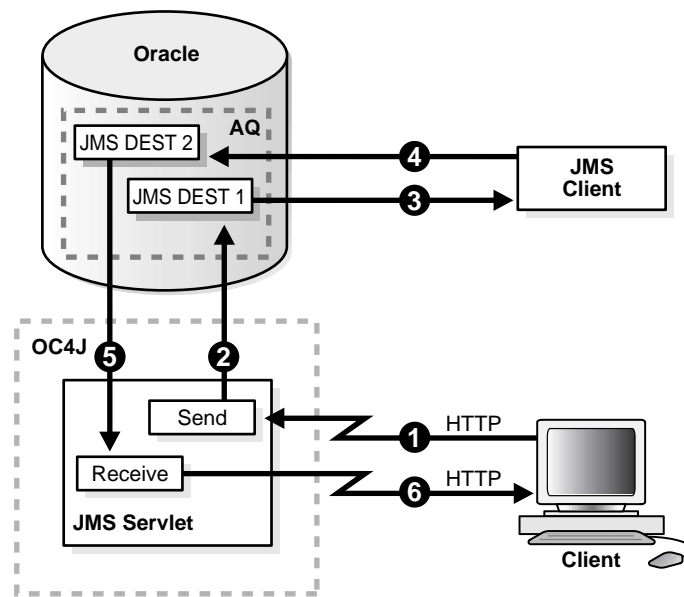 Oracle
AQ
JMS DEST 2
4
JMS
Client
JMS DEST 1
3
OC4J
5
2
Send
1
HTTP
Receive
6
HTTP
JMS Servlet
Client